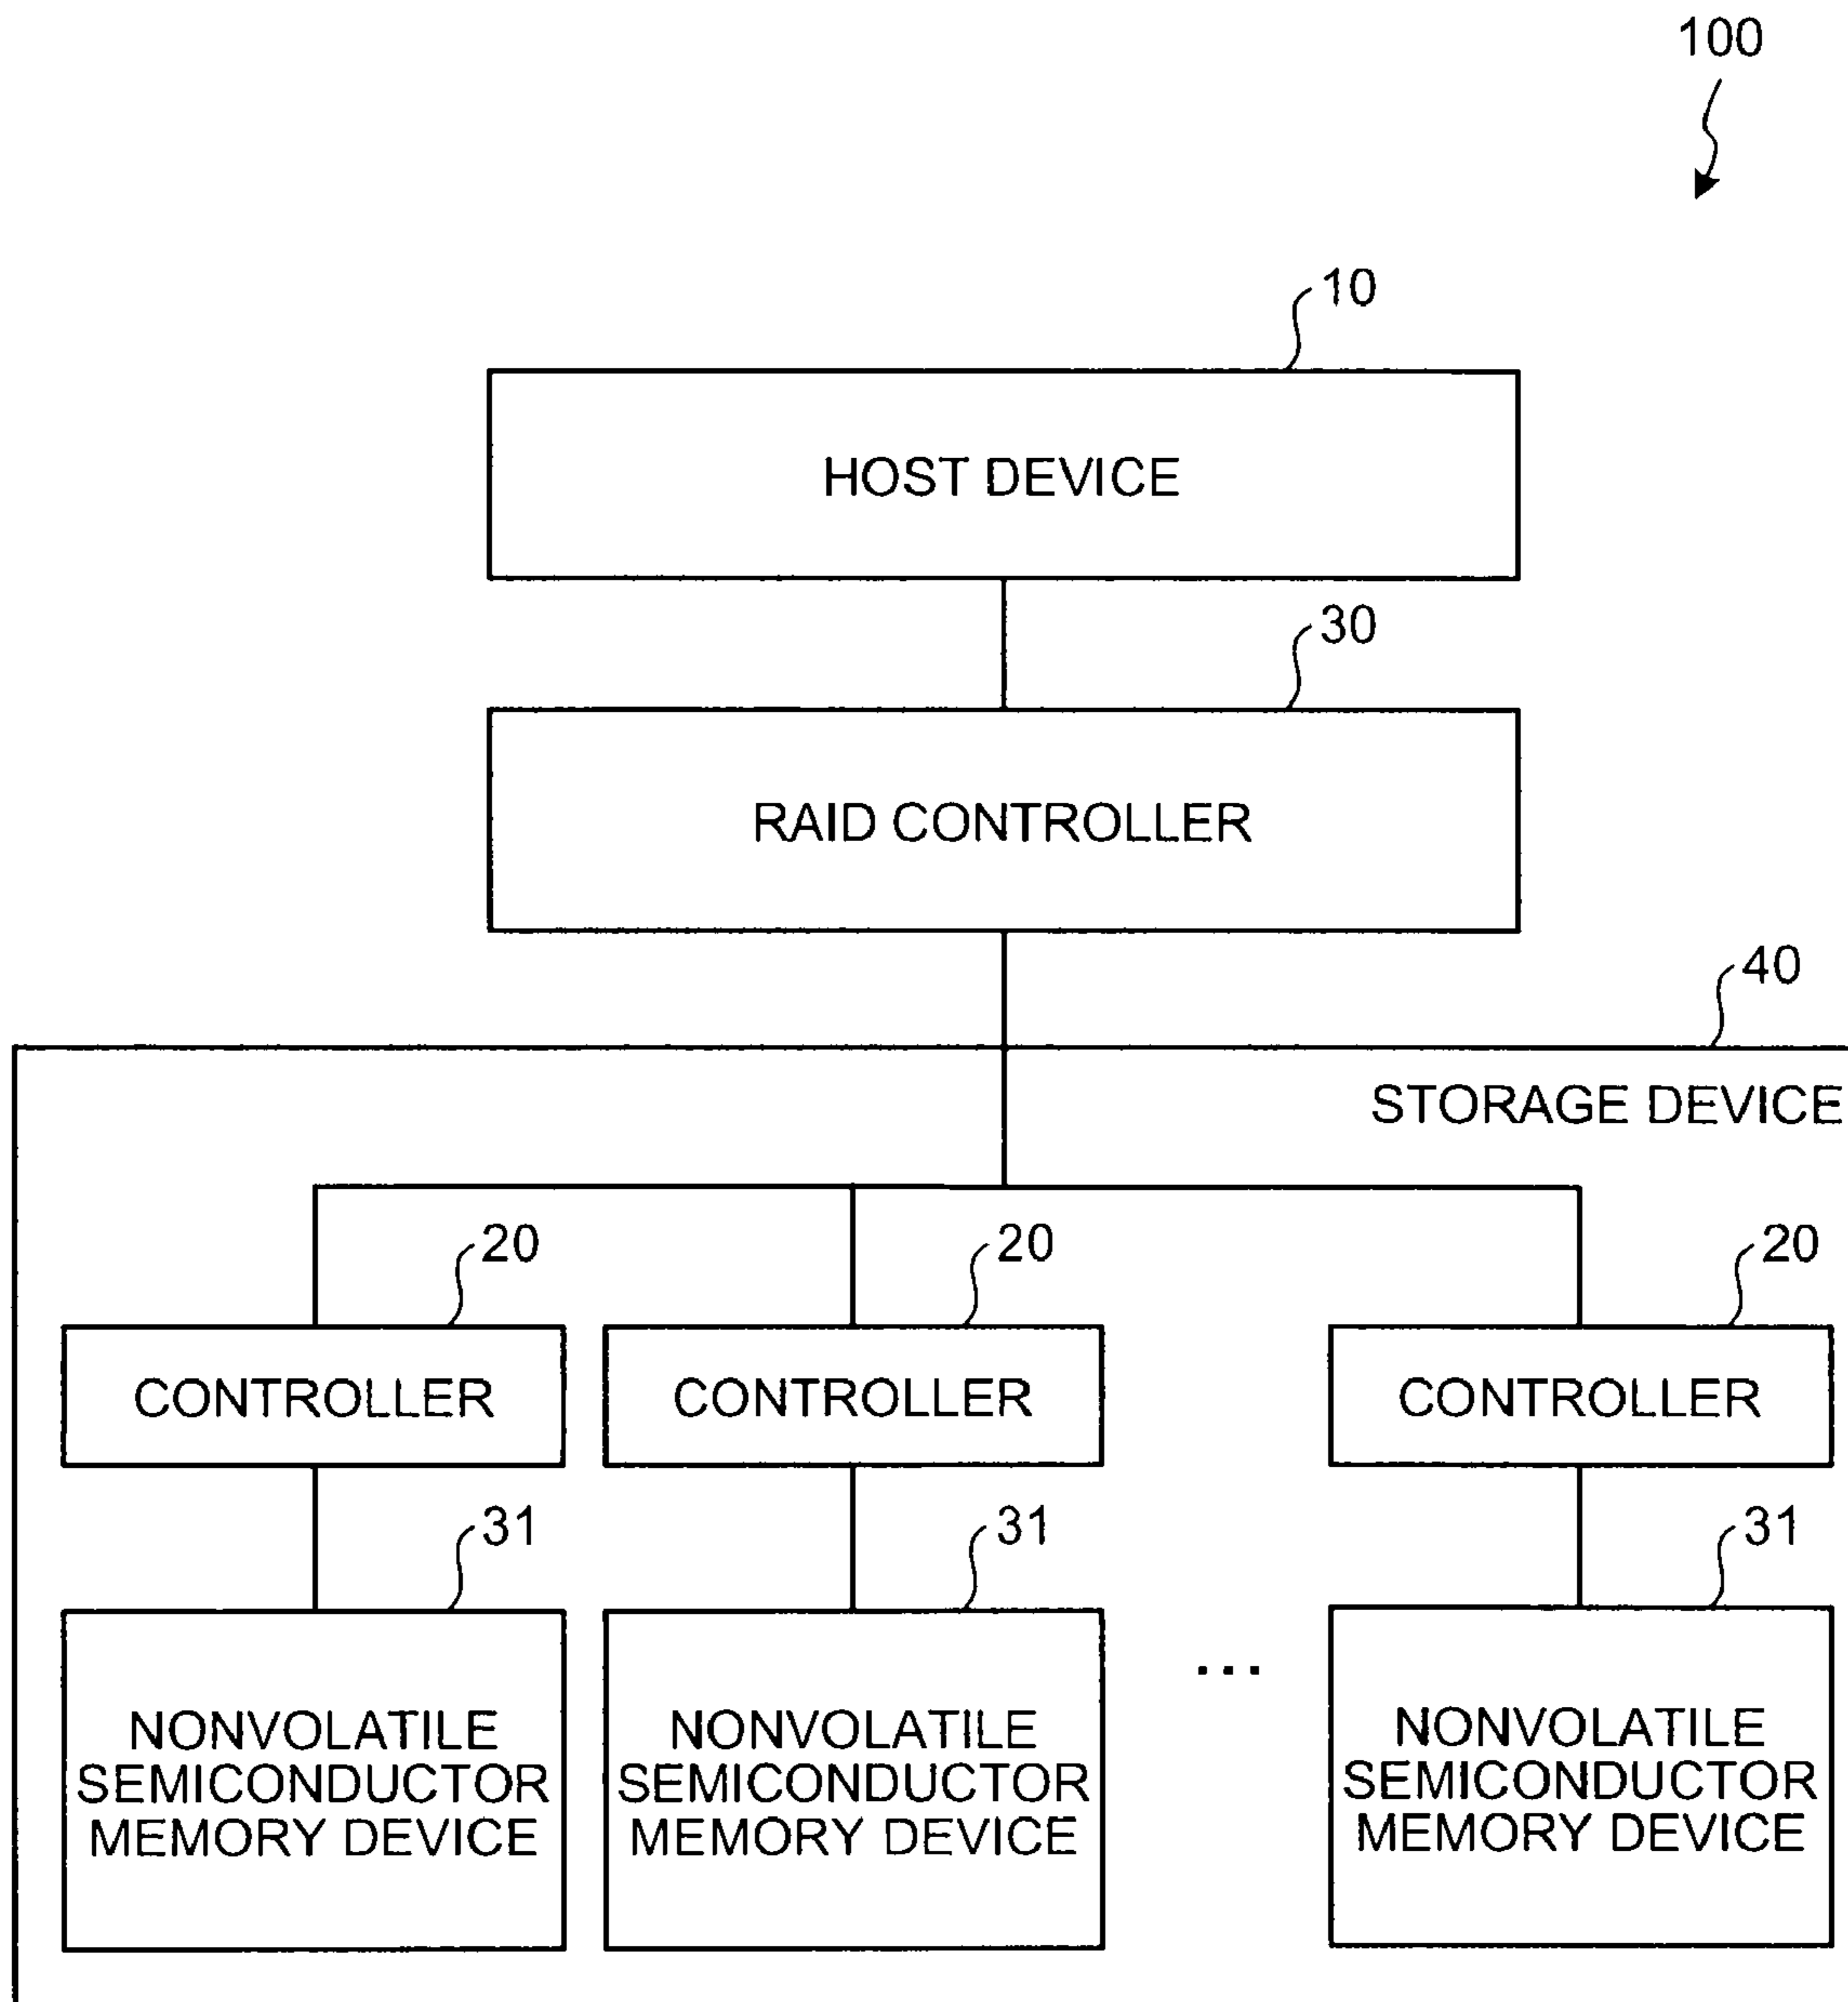 100
10
HOST DEVICE
30
RAID CONTROLLER
40
STORAGE DEVICE
20 20 20
CONTROLLER CONTROLLER CONTROLLER
31 31 31
NONVOLATILE NONVOLATILE NONVOLATILE
SEMICONDUCTOR SEMICONDUCTOR ... SEMICONDUCTOR
MEMORY DEVICE MEMORY DEVICE MEMORY DEVICE